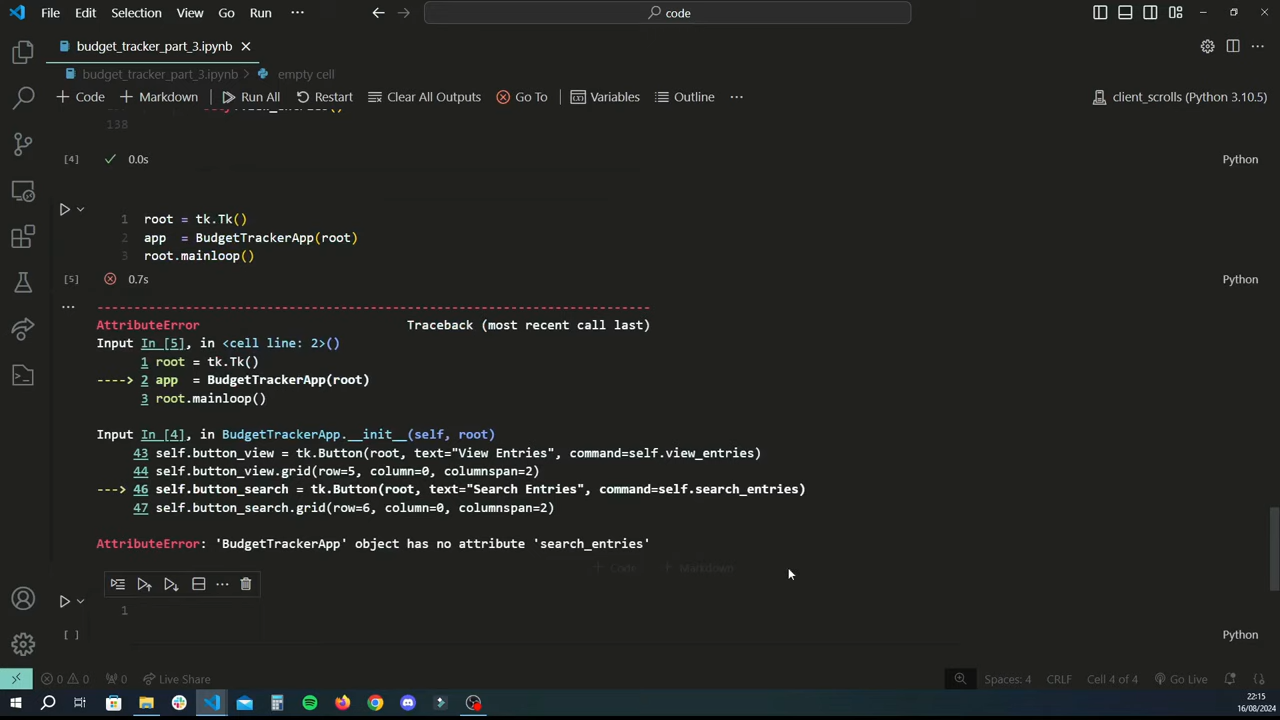 File Edit Selection View Go Run ··· code
budget_tracker_part_3.ipynb
budget_tracker_part_3.ipynb > empty cell
+ Code + Markdown Run All Restart Clear All Outputs Go To Variables Outline ··· client_scrolls (Python 3.10.5)
138
[4] 0.0s Python
1 root = tk.Tk()
2 app = BudgetTrackerApp(root)
3 root.mainloop()
[5] 0.7s Python
---------------------------------------------------------------------------
AttributeError Traceback (most recent call last)
Input In [5], in <cell line: 2>()
1 root = tk.Tk()
----> 2 app = BudgetTrackerApp(root)
3 root.mainloop()
Input In [4], in BudgetTrackerApp.__init__(self, root)
43 self.button_view = tk.Button(root, text="View Entries", command=self.view_entries)
44 self.button_view.grid(row=5, column=0, columnspan=2)
---> 46 self.button_search = tk.Button(root, text="Search Entries", command=self.search_entries)
47 self.button_search.grid(row=6, column=0, columnspan=2)
AttributeError: 'BudgetTrackerApp' object has no attribute 'search_entries'
+ Code + Markdown
1
[ ] Python
0 0 0 Live Share Spaces: 4 CRLF Cell 4 of 4 Go Live
22:15
16/08/2024